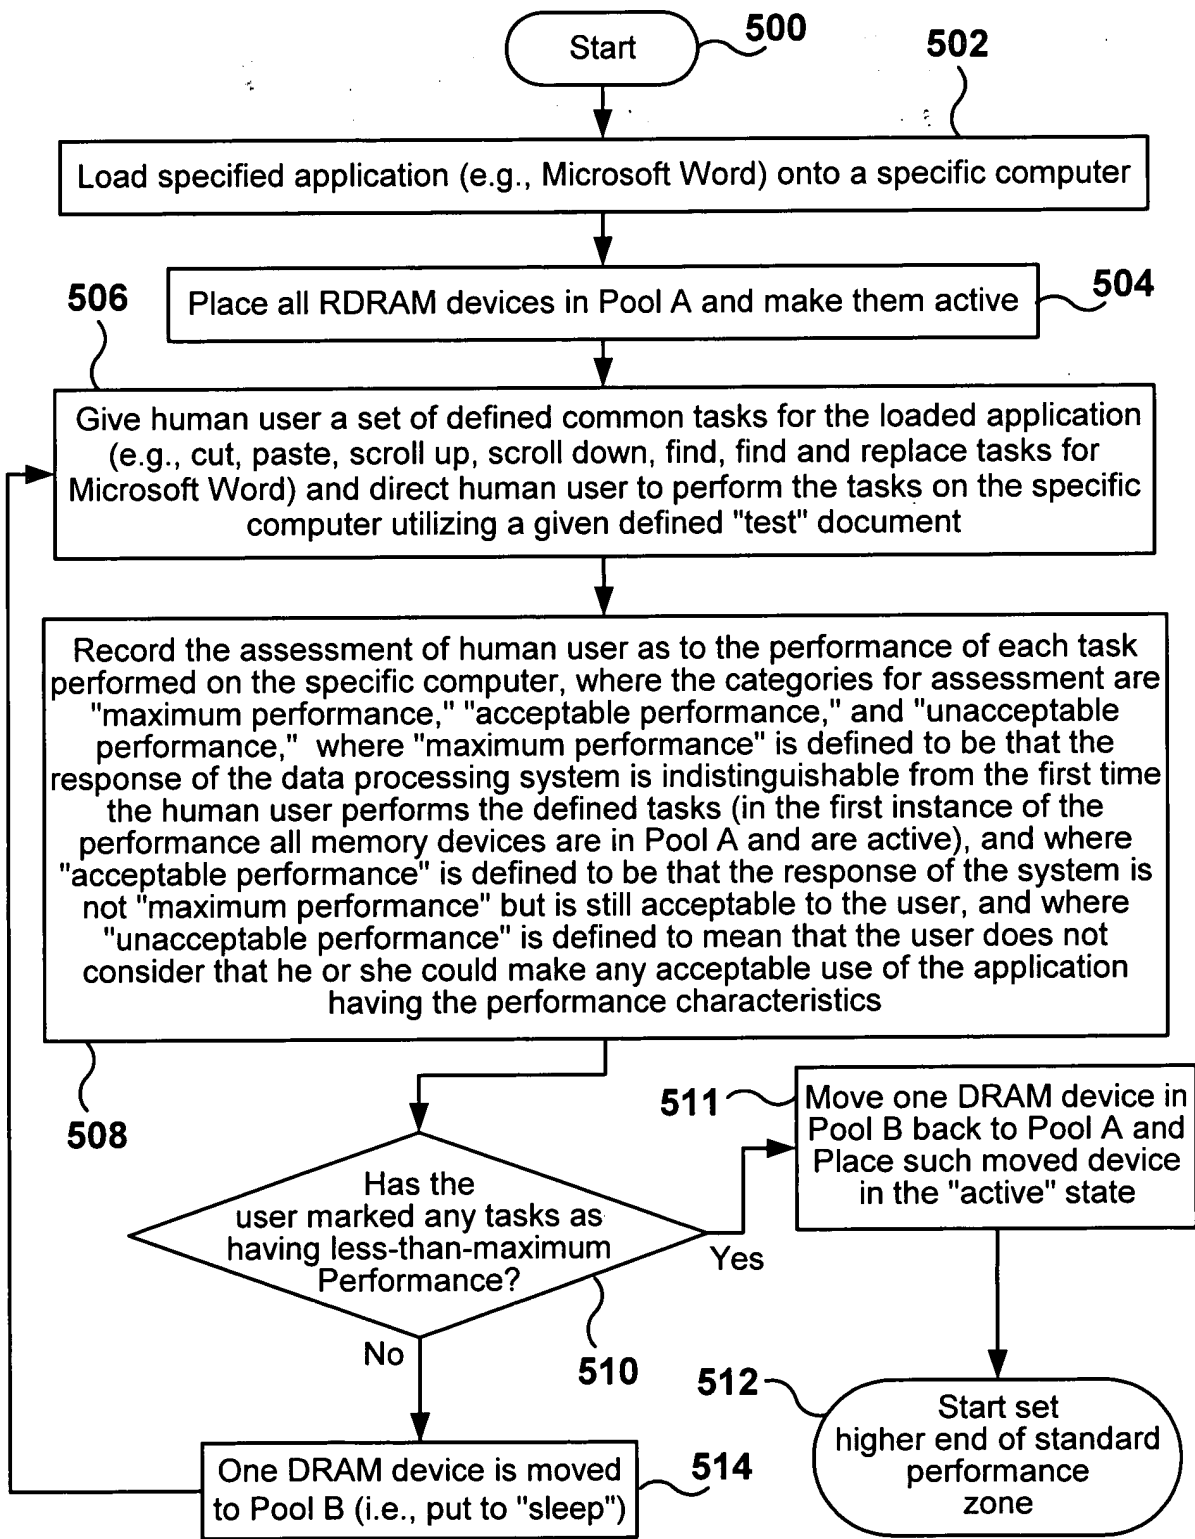 Start
500
502
Load specified application (e.g., Microsoft Word) onto a specific computer
506
Place all RDRAM devices in Pool A and make them active
504
Give human user a set of defined common tasks for the loaded application
(e.g., cut, paste, scroll up, scroll down, find, find and replace tasks for
Microsoft Word) and direct human user to perform the tasks on the specific
computer utilizing a given defined "test" document
Record the assessment of human user as to the performance of each task
performed on the specific computer, where the categories for assessment are
"maximum performance," "acceptable performance," and "unacceptable
performance," where "maximum performance" is defined to be that the
response of the data processing system is indistinguishable from the first time
the human user performs the defined tasks (in the first instance of the
performance all memory devices are in Pool A and are active), and where
"acceptable performance" is defined to be that the response of the system is
not "maximum performance" but is still acceptable to the user, and where
"unacceptable performance" is defined to mean that the user does not
consider that he or she could make any acceptable use of the application
having the performance characteristics
508
511
Move one DRAM device in
Pool B back to Pool A and
Place such moved device
in the "active" state
Has the
user marked any tasks as
having less-than-maximum
Performance?
Yes
No
510
512
Start set
higher end of standard
performance
zone
One DRAM device is moved
to Pool B (i.e., put to "sleep")
514